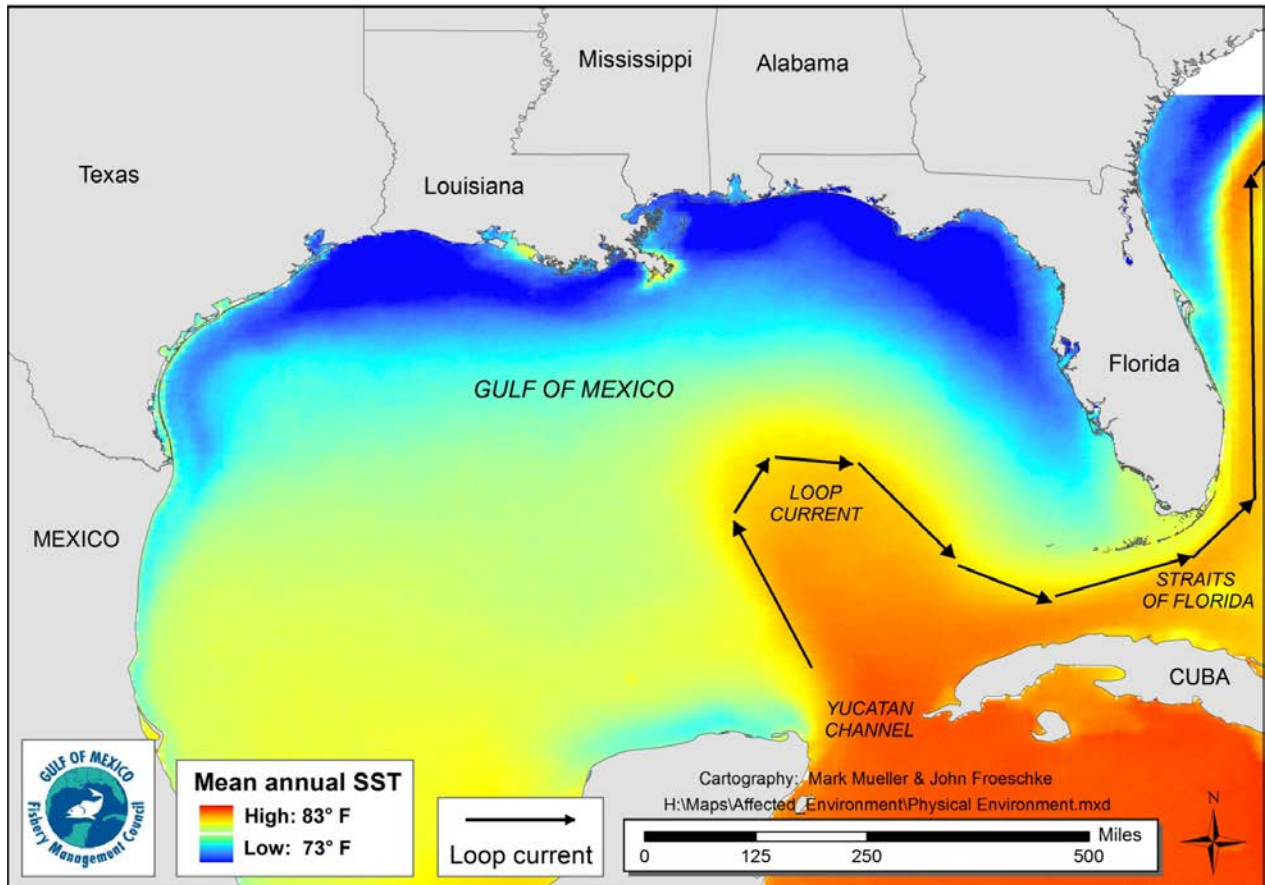 Mississippi
Alabama
Texas
Louisiana
GULF OF MEXICO
Florida
MEXICO
LOOP
CURRENT
STRAITS
OF FLORIDA
CUBA
YUCATAN
CHANNEL
GULF OF MEXICO
Fishery Management Council
Mean annual SST
High: 83° F
Low: 73° F
Loop current
Cartography: Mark Mueller & John Froeschke
H:\Maps\Affected_Environment\Physical Environment.mxd
Miles
0 125 250 500
N